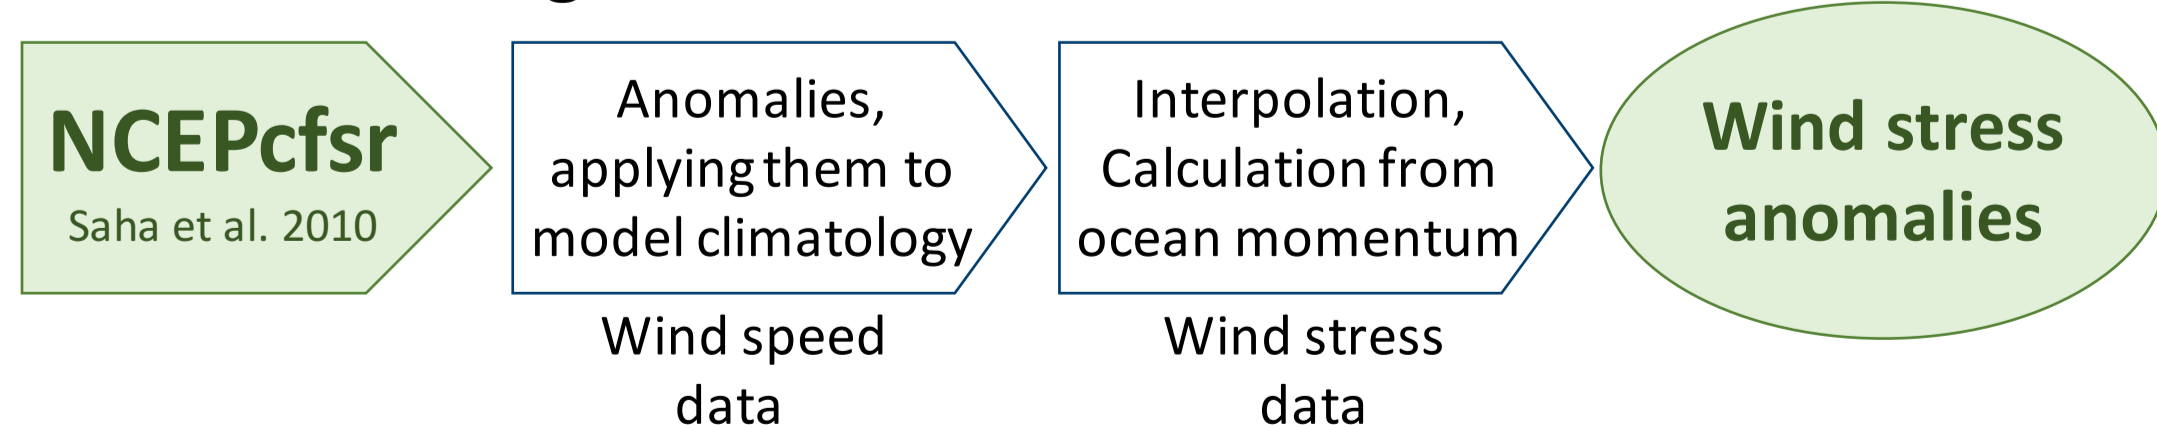 NCEPcfsr
Saha et al. 2010
Anomalies,
applying them to
model climatology
Wind speed
data
Interpolation,
Calculation from
ocean momentum
Wind stress
data
Wind stress
anomalies